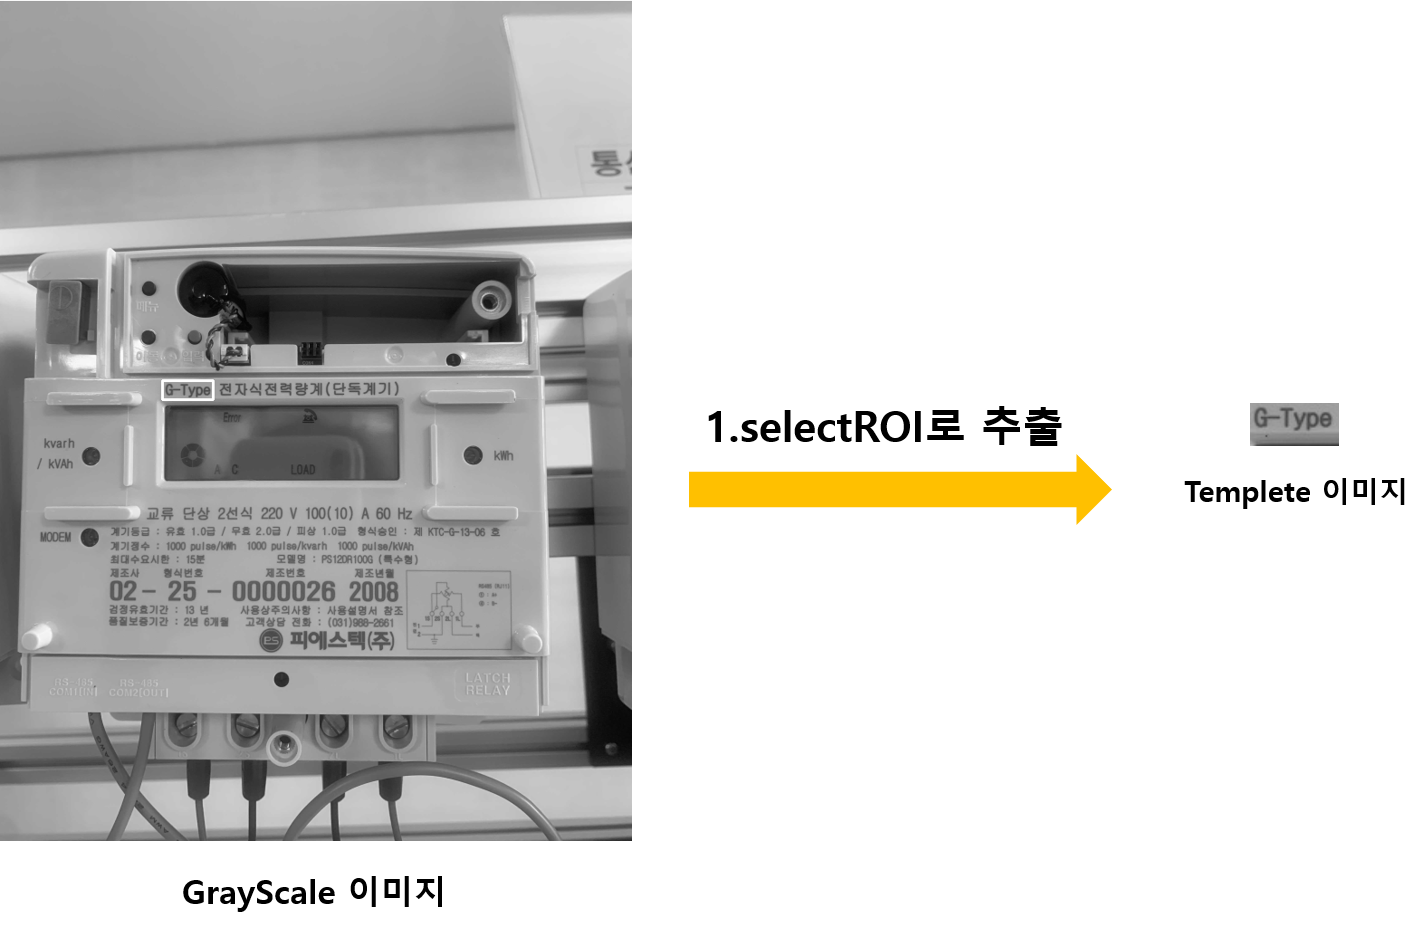 통신
매뉴
G-Type 전자식전력량계(단독계기)
Error
A C LOAD
kvarh
/ kVAh
kWh
교류 단상 2선식 220 V 100(10) A 60 Hz
MODEM
계기등급 : 유효 1.0급 / 무효 2.0급 / 피상 1.0급 형식승인 : 제 KTC-G-13-06 호
계기정수 : 1000 pulse/kWh 1000 pulse/kvarh 1000 pulse/kVAh
최대수요시한 : 15분 모델명 : PS12DR100G (특수형)
제조사 형식번호 제조번호 제조년월
02 - 25 - 0000026 2008
검정유효기간 : 13 년 사용상주의사항 : 사용설명서 참조
품질보증기간 : 2년 6개월 고객상담 전화 : (031)988-2661
PS 피에스텍(주)
RS-485 RS-485
COM1[IN] COM2[OUT]
LATCH
RELAY
GrayScale 이미지
1.selectROI로 추출
G-Type
Templete 이미지